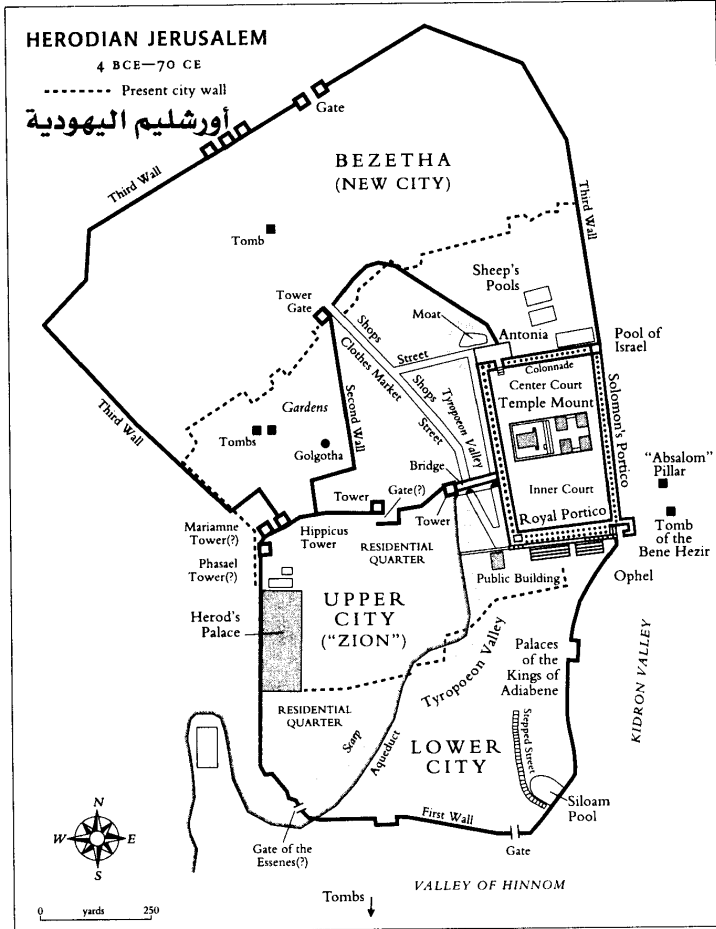 HERODIAN JERUSALEM
4 BCE—70 CE
Present city wall
أورشليم اليهودية
Gate
BEZETHA
(NEW CITY)
Third Wall
Third Wall
Tomb
Sheep's
Pools
Tower
Gate
Moat
Antonia
Pool of
Israel
Shops
Street
Clothes Market
Shops
Street
Tyropoeon Valley
Colonnade
Center Court
Temple Mount
Solomon's Portico
Second Wall
Gardens
Third Wall
Tombs
Golgotha
Bridge
Inner Court
Royal Portico
"Absalom"
Pillar
Tomb
of the
Bene Hezir
Tower
Gate(?)
Tower
Mariamne
Tower(?)
Hippicus
Tower
Phasael
Tower(?)
RESIDENTIAL
QUARTER
Public Building
Ophel
Herod's
Palace
UPPER
CITY
("ZION")
Tyropoeon Valley
Palaces
of the
Kings of
Adiabene
KIDRON VALLEY
RESIDENTIAL
QUARTER
Scarp
Aqueduct
LOWER
CITY
Stepped Street
Siloam
Pool
First Wall
Gate
Gate of the
Essenes(?)
N
W
E
S
VALLEY OF HINNOM
Tombs
0 yards 250